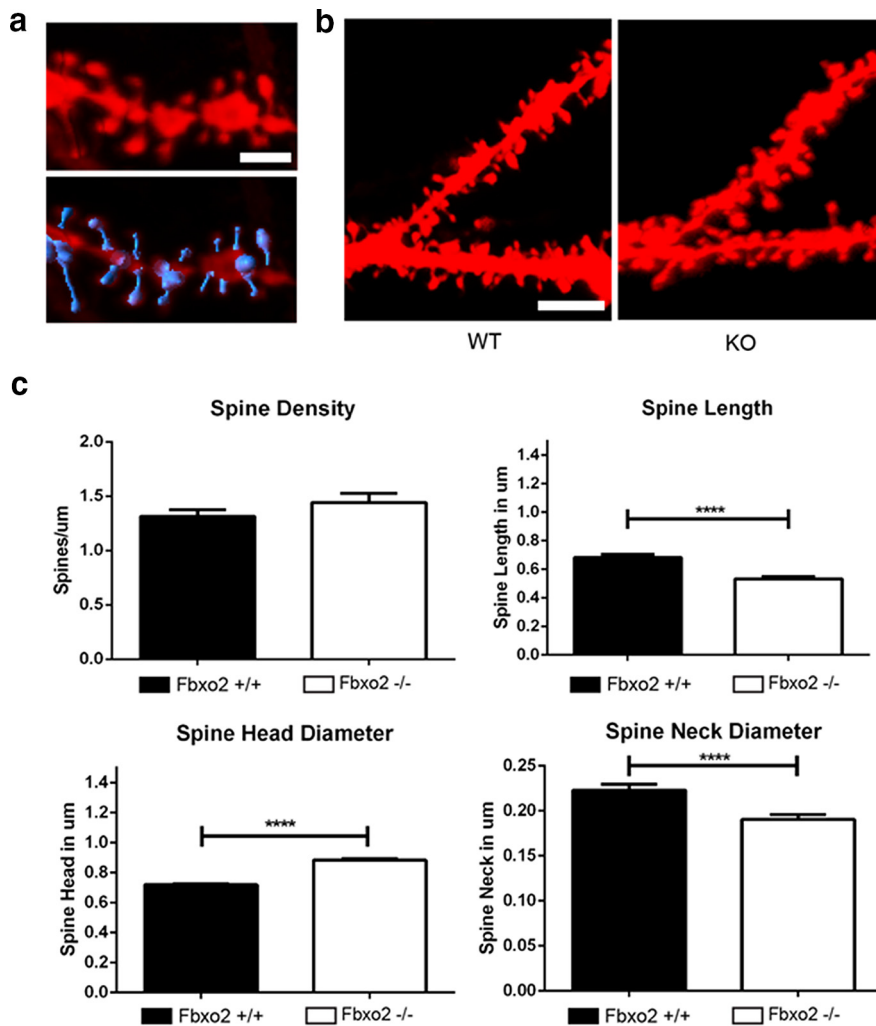 a
b
WT
KO
c
Spine Density
Spines/um
2.0
1.5
1.0
0.5
0.0
Fbxo2 +/+
Fbxo2 -/-
Spine Length
Spine Length in um
1.4
1.2
1.0
0.8
0.6
0.4
0.2
0.0
****
Fbxo2 +/+
Fbxo2 -/-
Spine Head Diameter
Spine Head in um
1.4
1.2
1.0
0.8
0.6
0.4
0.2
0.0
****
Fbxo2 +/+
Fbxo2 -/-
Spine Neck Diameter
Spine Neck in um
0.25
0.20
0.15
0.10
0.05
0.00
****
Fbxo2 +/+
Fbxo2 -/-